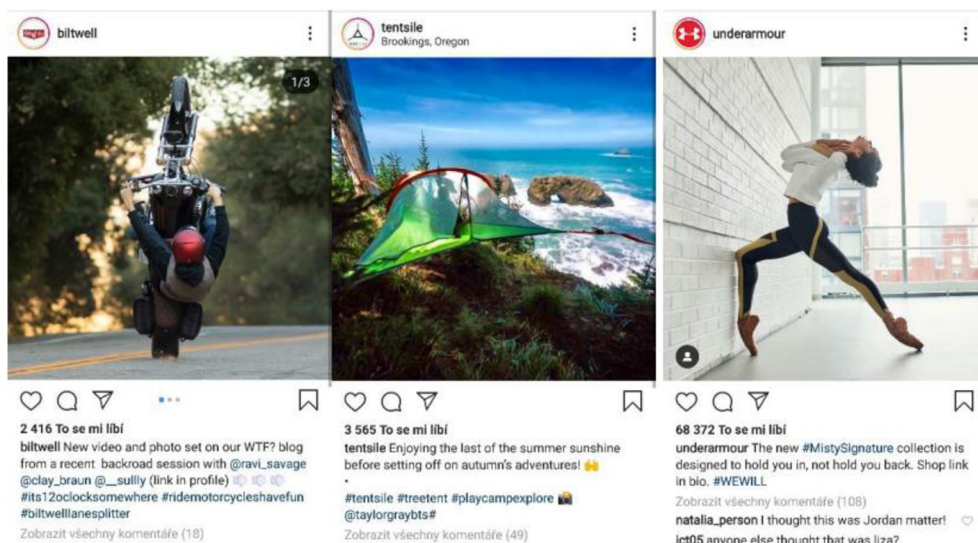 biltwell
1/3
2 416 To se mi líbí
biltwell New video and photo set on our WTF? blog
from a recent backroad session with @ravi_savage
@clay_braun @__sullly (link in profile)
#its12oclocksomewhere #ridemotorcycleshavefun
#biltwelllanesplitter
Zobrazit všechny komentáře (18)
tentsile
Brookings, Oregon
3 565 To se mi líbí
tentsile Enjoying the last of the summer sunshine
before setting off on autumn's adventures! 🙌
•
#tentsile #treetent #playcampexplore 📸
@taylorgraybts#
Zobrazit všechny komentáře (49)
underarmour
68 372 To se mi líbí
underarmour The new #MistySignature collection is
designed to hold you in, not hold you back. Shop link
in bio. #WEWILL
Zobrazit všechny komentáře (108)
natalia_person I thought this was Jordan matter!
jct05 anyone else thought that was liza?